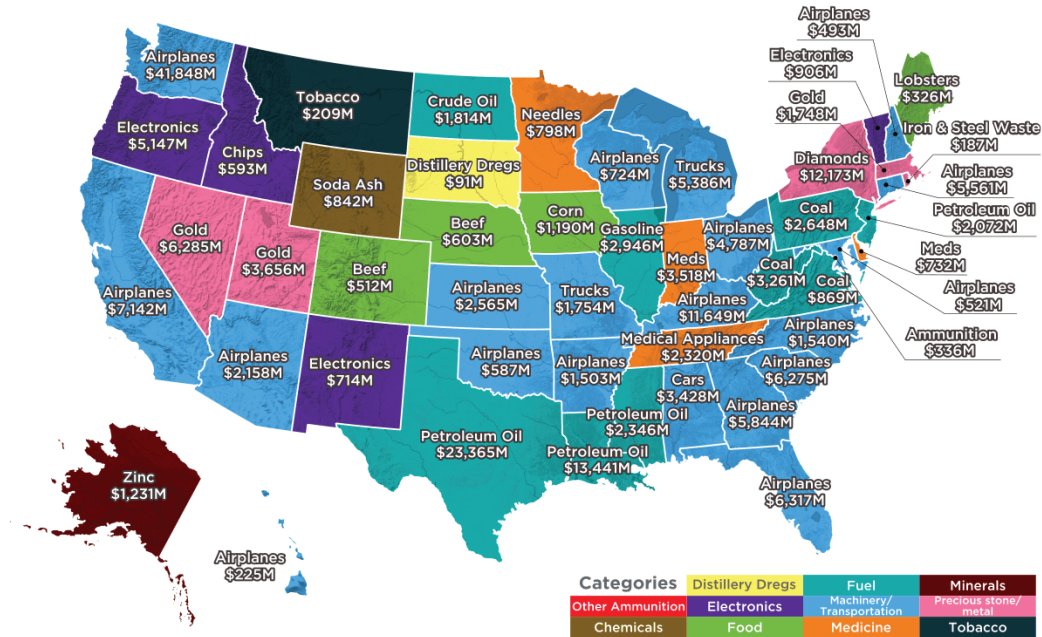 Airplanes
$493M
Electronics
$906M
Gold
$1,748M
Airplanes
$41,848M
Lobsters
$326M
Tobacco
$209M
Crude Oil
$1,814M
Needles
$798M
Electronics
$5,147M
Chips
$593M
Iron & Steel Waste
$187M
Airplanes
$724M
Trucks
$5,386M
Diamonds
$12,173M
Distillery Dregs
$91M
Airplanes
$5,561M
Soda Ash
$842M
Petroleum Oil
$2,072M
Coal
$2,648M
Corn
$1,190M
Beef
$603M
Gasoline
$2,946M
Airplanes
$4,787M
Gold
$6,285M
Gold
$3,656M
Beef
$512M
Meds
$3,518M
Coal
$3,261M
Coal
$869M
Meds
$732M
Airplanes
$7,142M
Airplanes
$2,565M
Trucks
$1,754M
Airplanes
$11,649M
Airplanes
$521M
Airplanes
$1,540M
Ammunition
$336M
Medical Appliances
$2,320M
Airplanes
$2,158M
Electronics
$714M
Airplanes
$587M
Airplanes
$1,503M
Cars
$3,428M
Airplanes
$6,275M
Airplanes
$5,844M
Petroleum Oil
$2,346M
Petroleum Oil
$23,365M
Petroleum-Oil
$13,441M
Zinc
$1,231M
Airplanes
$6,317M
Airplanes
$225M
Categories
Distillery Dregs
Fuel
Minerals
Other Ammunition
Electronics
Machinery/
Transportation
Precious stone/
metal
Chemicals
Food
Medicine
Tobacco